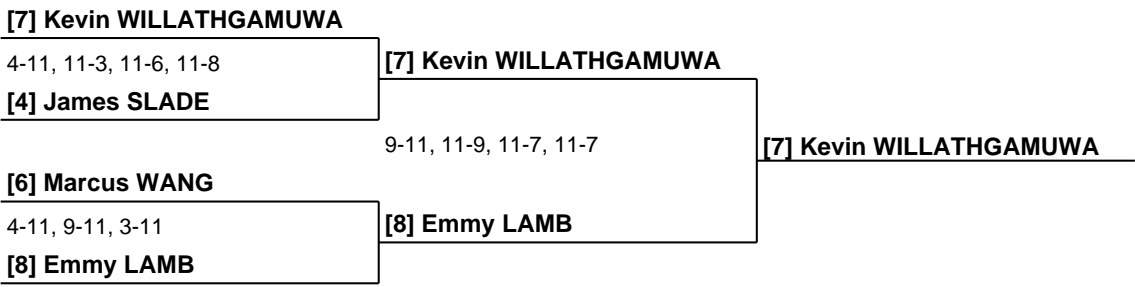 [7] Kevin WILLATHGAMUWA
4-11, 11-3, 11-6, 11-8
[7] Kevin WILLATHGAMUWA
[4] James SLADE
9-11, 11-9, 11-7, 11-7
[7] Kevin WILLATHGAMUWA
[6] Marcus WANG
4-11, 9-11, 3-11
[8] Emmy LAMB
[8] Emmy LAMB